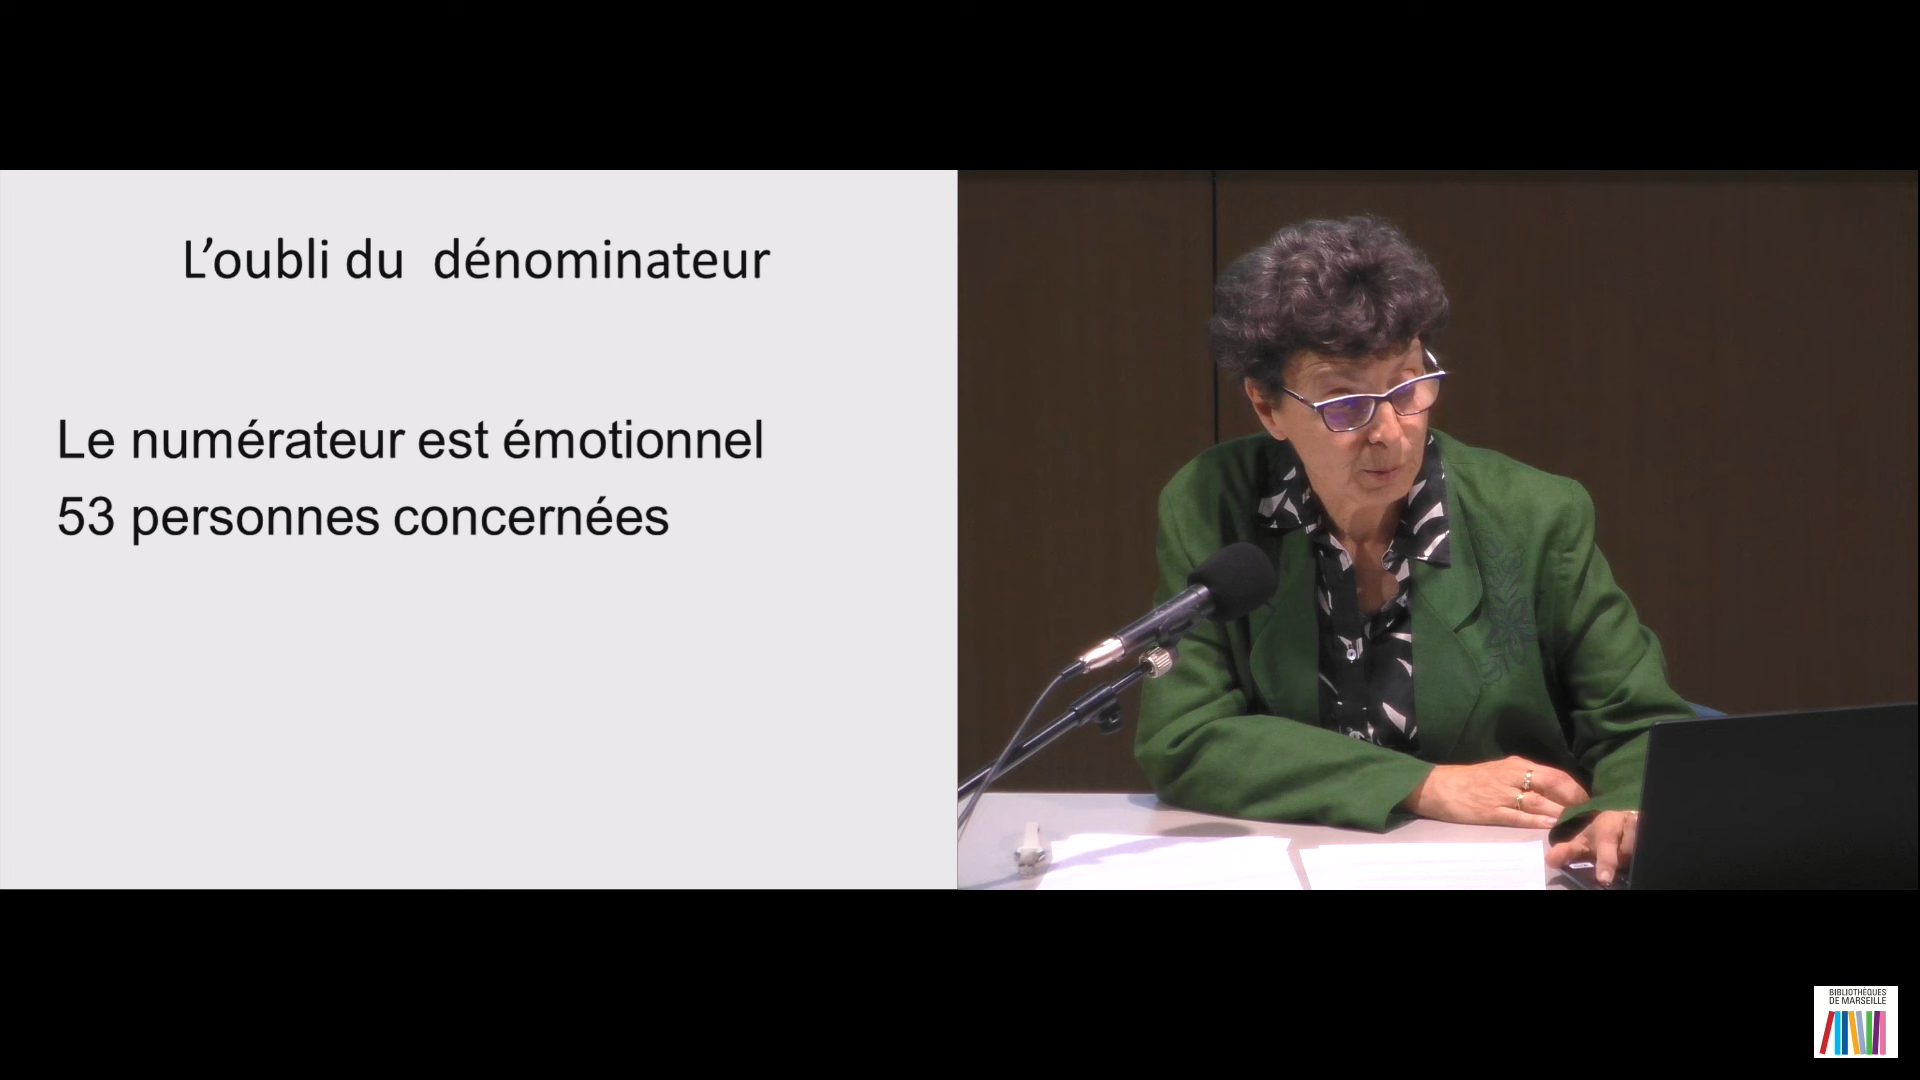 L'oubli du dénominateur
Le numérateur est émotionnel
53 personnes concernées
BIBLIOTHÈQUES
DE MARSEILLE